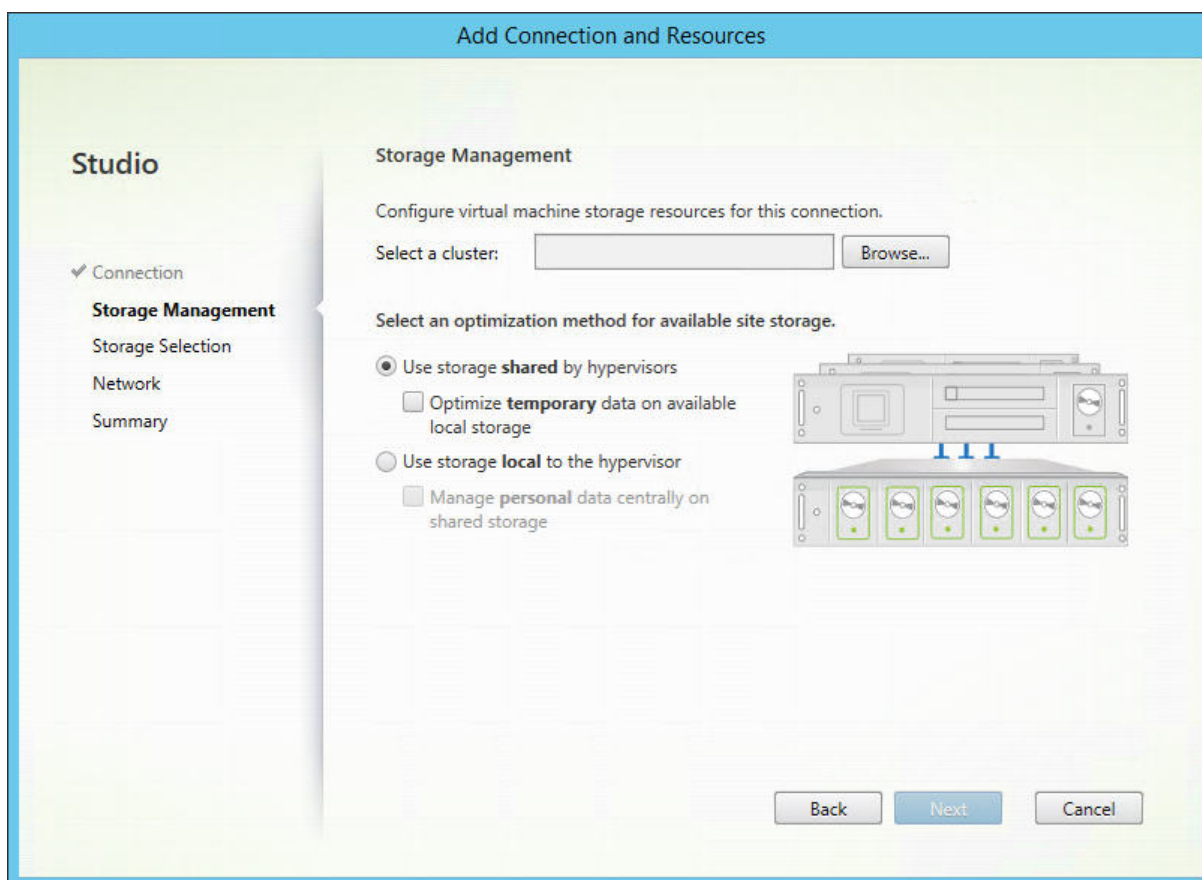 Add Connection and Resources
Studio
Connection
Storage Management
Storage Selection
Network
Summary
Storage Management
Configure virtual machine storage resources for this connection.
Select a cluster:
Browse...
Select an optimization method for available site storage.
Use storage shared by hypervisors
Optimize temporary data on available
local storage
Use storage local to the hypervisor
Manage personal data centrally on
shared storage
Back
Next
Cancel